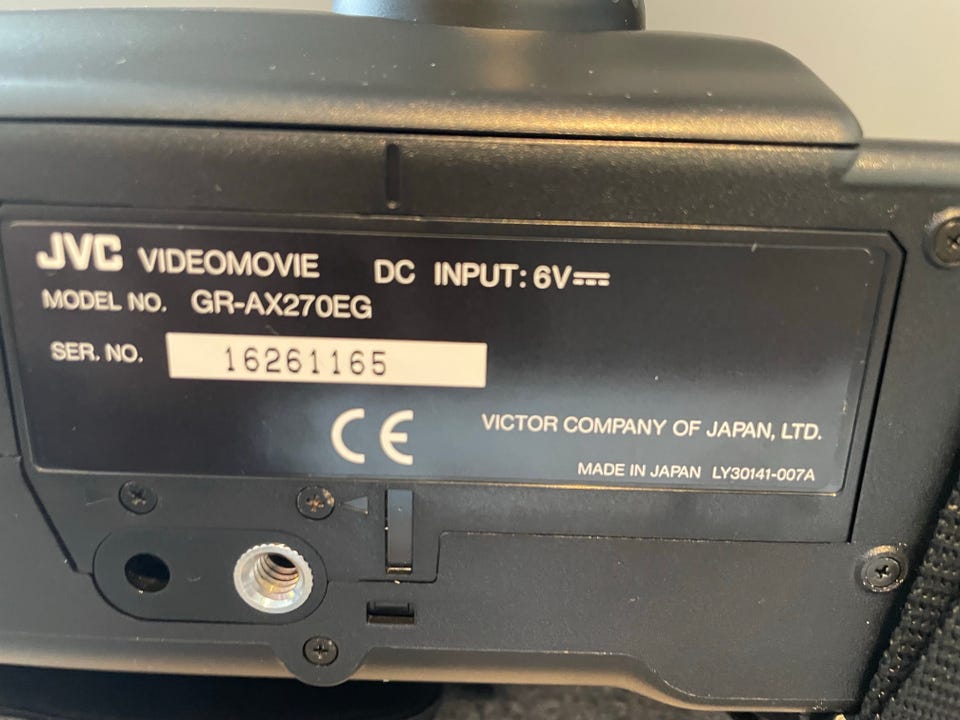 JVC VIDEOMOVIE DC INPUT: 6V⎓
MODEL NO. GR-AX270EG
SER. NO. 16261165
CE
VICTOR COMPANY OF JAPAN, LTD.
MADE IN JAPAN LY30141-007A